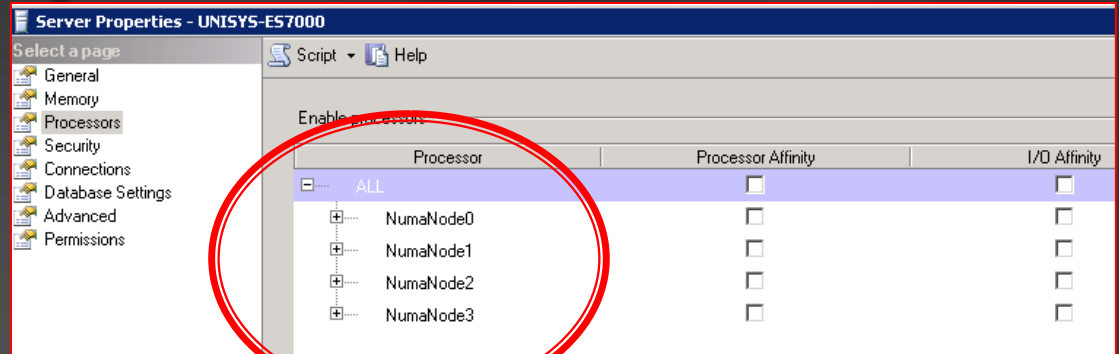 Server Properties - UNISYS-ES7000
Select a page
General
Memory
Processors
Security
Connections
Database Settings
Advanced
Permissions
Script Help
Enable processors
Processor Processor Affinity I/O Affinity
ALL
NumaNode0
NumaNode1
NumaNode2
NumaNode3